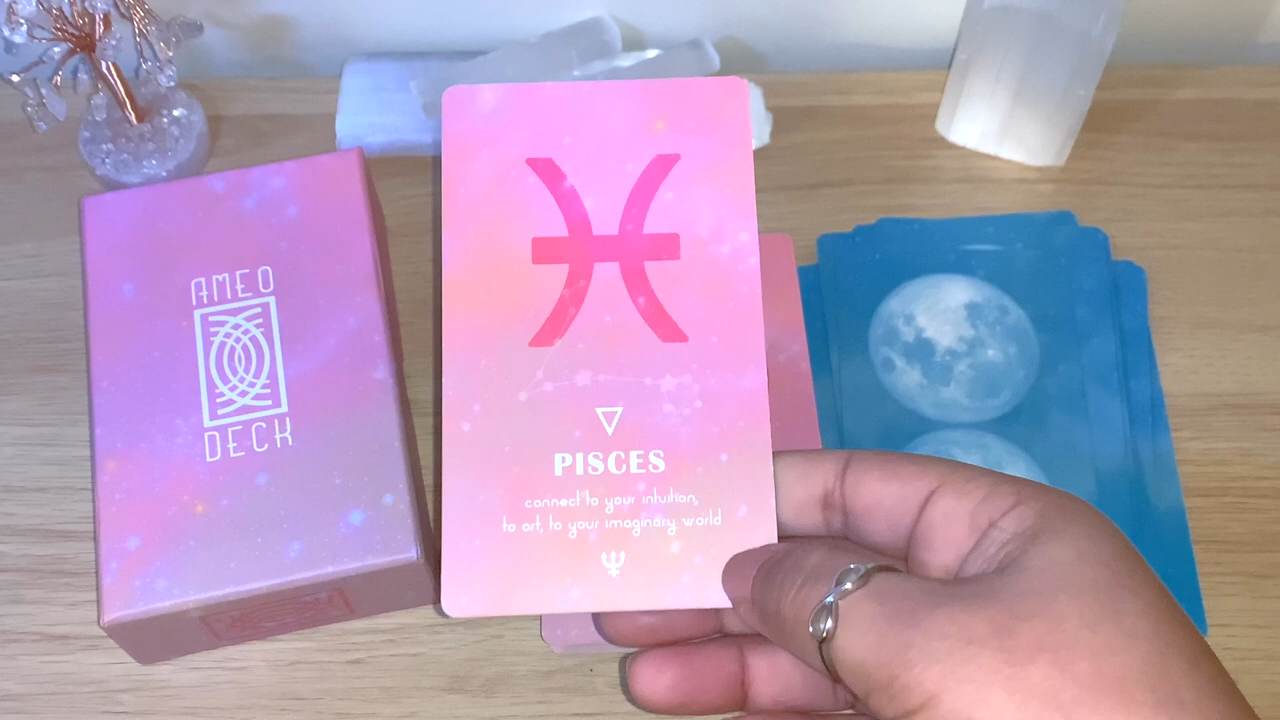 AMEO
DECK
PISCES
connect to your intuition,
to art, to your imaginary world